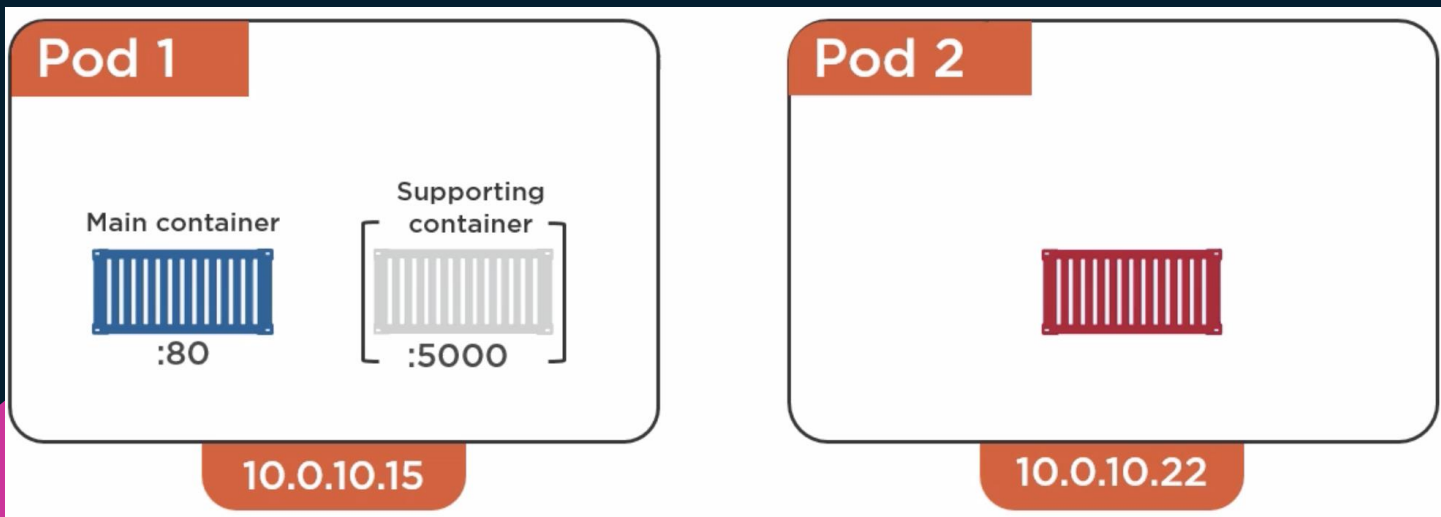 Pod 1
Main container
:80
Supporting
container
:5000
10.0.10.15
Pod 2
10.0.10.22